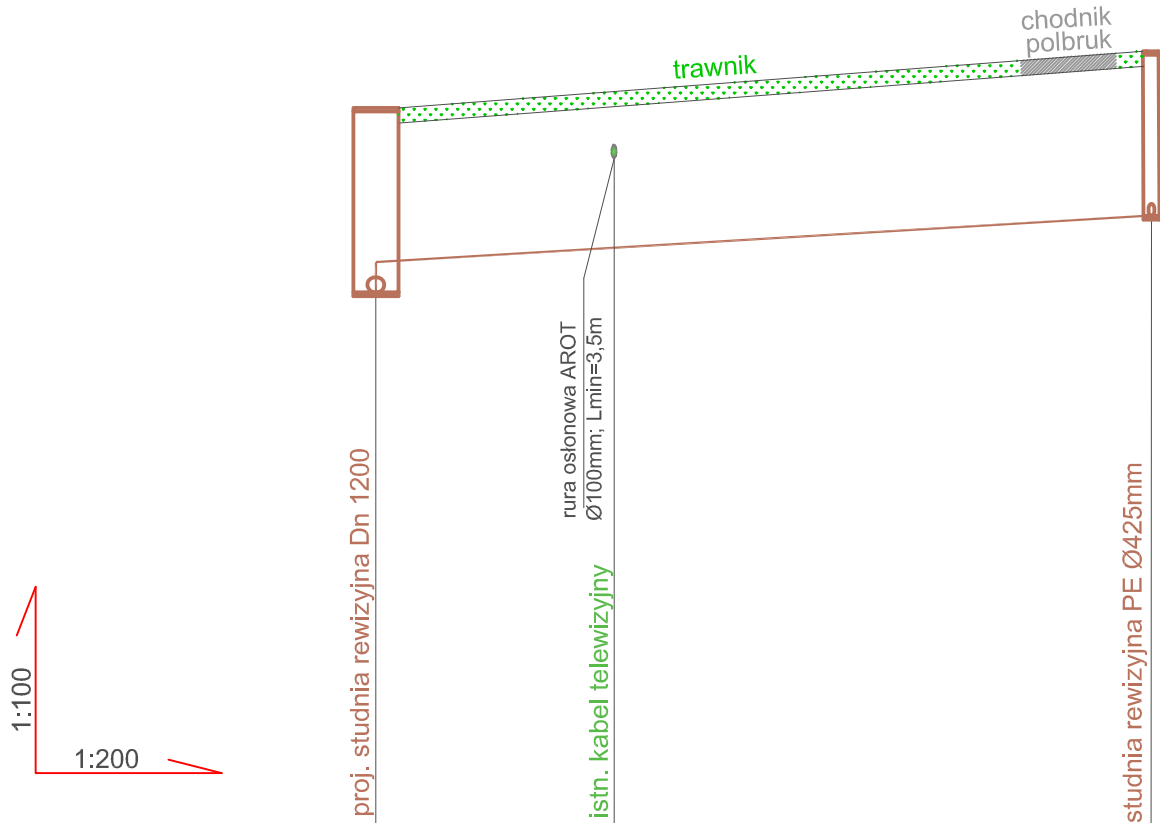 chodnik
polbruk
trawnik
rura osłonowa AROT
Ø100mm; Lmin=3,5m
proj. studnia rewizyjna Dn 1200
istn. kabel telewizyjny
studnia rewizyjna PE Ø425mm
1:100
1:200